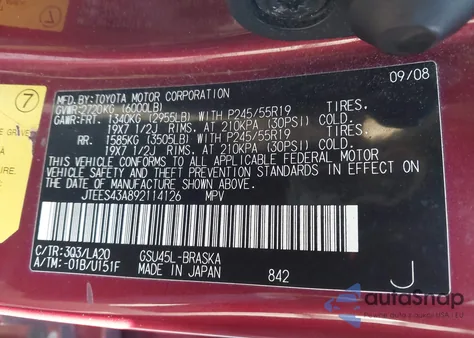 7
09/08
MFD. BY:TOYOTA MOTOR CORPORATION
GVWR:2720KG (6000LB)
GAWR:FRT. 1340KG (2955LB) WITH P245/55R19 TIRES.
19X7 1/2J RIMS. AT 210KPA (30PSI) COLD.
RR. 1585KG (3505LB) WITH P245/55R19 TIRES.
19X7 1/2J RIMS. AT 210KPA (30PSI) COLD.
THIS VEHICLE CONFORMS TO ALL APPLICABLE FEDERAL MOTOR
VEHICLE SAFETY AND THEFT PREVENTION STANDARDS IN EFFECT ON
THE DATE OF MANUFACTURE SHOWN ABOVE.
JTEES43A892114126 MPV
C/TR:3Q3/LA20 GSU45L-BRASKA
A/TM:-01B/U151F MADE IN JAPAN 842 J
autoSnap